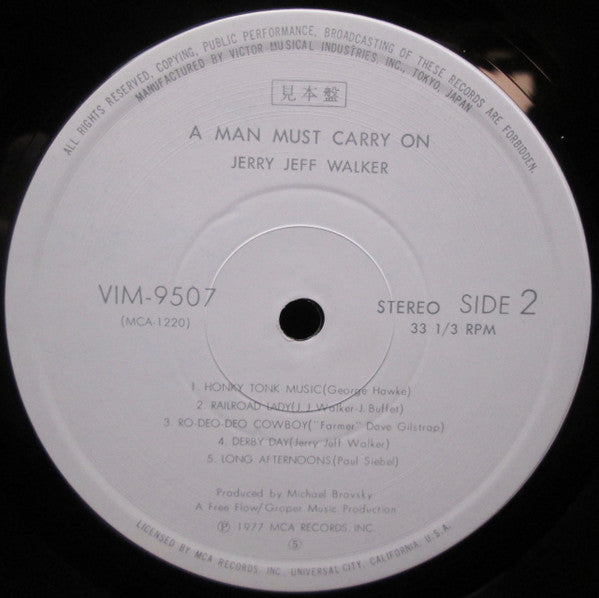 ALL RIGHTS RESERVED, COPYING, PUBLIC PERFORMANCE, BROADCASTING OF THESE RECORDS ARE FORBIDDEN.
MANUFACTURED BY VICTOR MUSICAL INDUSTRIES, INC., TOKYO, JAPAN
見本盤
A MAN MUST CARRY ON
JERRY JEFF WALKER
VIM-9507
(MCA-1220)
STEREO SIDE 2
33 1/3 RPM
1. HONKY TONK MUSIC(George Hawke)
2. RAILROAD LADY(J. J. Walker-J. Buffet)
3. RO-DEO-DEO COWBOY("Farmer" Dave Gilstrap)
4. DERBY DAY(Jerry Jeff Walker)
5. LONG AFTERNOONS(Paul Siebel)
Produced by Michael Brovsky
A Free Flow/Groper Music Production
Ⓟ 1977 MCA RECORDS, INC
Ⓢ
LICENSED BY MCA RECORDS, INC. UNIVERSAL CITY, CALIFORNIA, U.S.A.